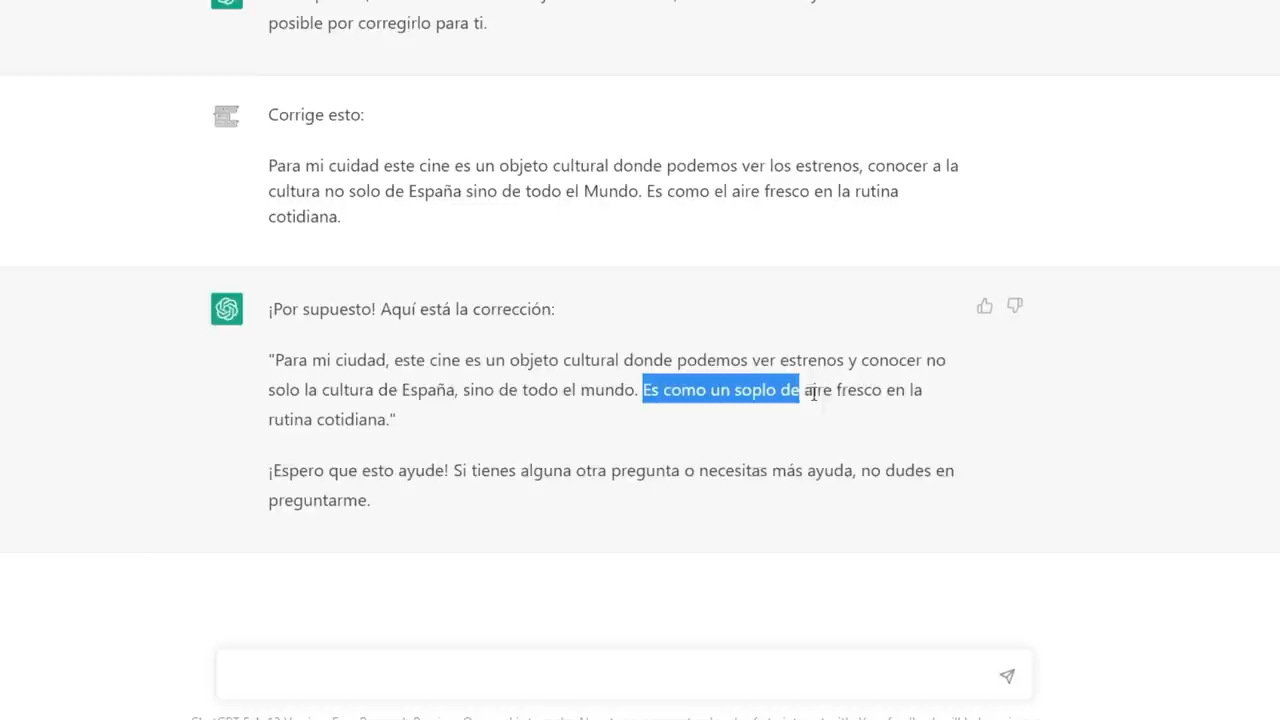 posible por corregirlo para ti.
Corrige esto:
Para mi cuidad este cine es un objeto cultural donde podemos ver los estrenos, conocer a la
cultura no solo de España sino de todo el Mundo. Es como el aire fresco en la rutina
cotidiana.
¡Por supuesto! Aquí está la corrección:
"Para mi ciudad, este cine es un objeto cultural donde podemos ver estrenos y conocer no
solo la cultura de España, sino de todo el mundo. Es como un soplo de aire fresco en la
rutina cotidiana."
¡Espero que esto ayude! Si tienes alguna otra pregunta o necesitas más ayuda, no dudes en
preguntarme.